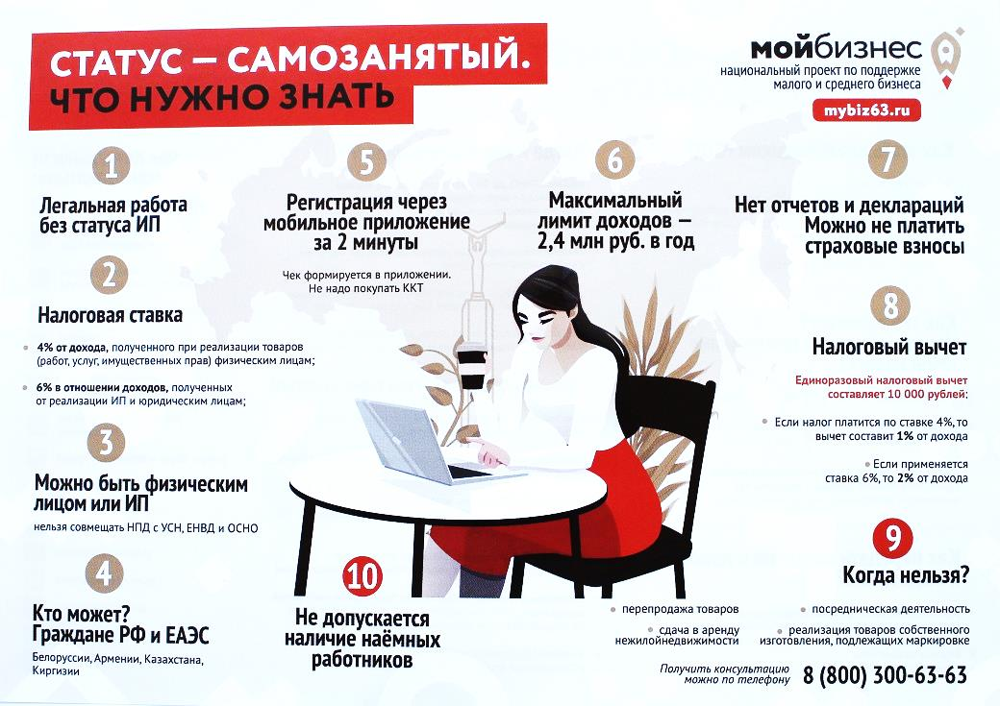 СТАТУС — САМОЗАНЯТЫЙ.
ЧТО НУЖНО ЗНАТЬ
мойбизнес
национальный проект по поддержке
малого и среднего бизнеса
mybiz63.ru
1
Легальная работа
без статуса ИП
2
Налоговая ставка
• 4% от дохода, полученного при реализации товаров
(работ, услуг, имущественных прав) физическим лицам;
• 6% в отношении доходов, полученных
от реализации ИП и юридическим лицам;
3
Можно быть физическим
лицом или ИП
нельзя совмещать НПД с УСН, ЕНВД и ОСНО
4
Кто может?
Граждане РФ и ЕАЭС
Белоруссии, Армении, Казахстана,
Киргизии
5
Регистрация через
мобильное приложение
за 2 минуты
Чек формируется в приложении.
Не надо покупать ККТ
6
Максимальный
лимит доходов —
2,4 млн руб. в год
7
Нет отчетов и деклараций
Можно не платить
страховые взносы
8
Налоговый вычет
Единоразовый налоговый вычет
составляет 10 000 рублей:
• Если налог платится по ставке 4%, то
вычет составит 1% от дохода
• Если применяется
ставка 6%, то 2% от дохода
9
Когда нельзя?
• перепродажа товаров
• сдача в аренду
нежилойнедвижимости
• посредническая деятельность
• реализация товаров собственного
изготовления, подлежащих маркировке
10
Не допускается
наличие наёмных
работников
Получить консультацию
можно по телефону
8 (800) 300-63-63